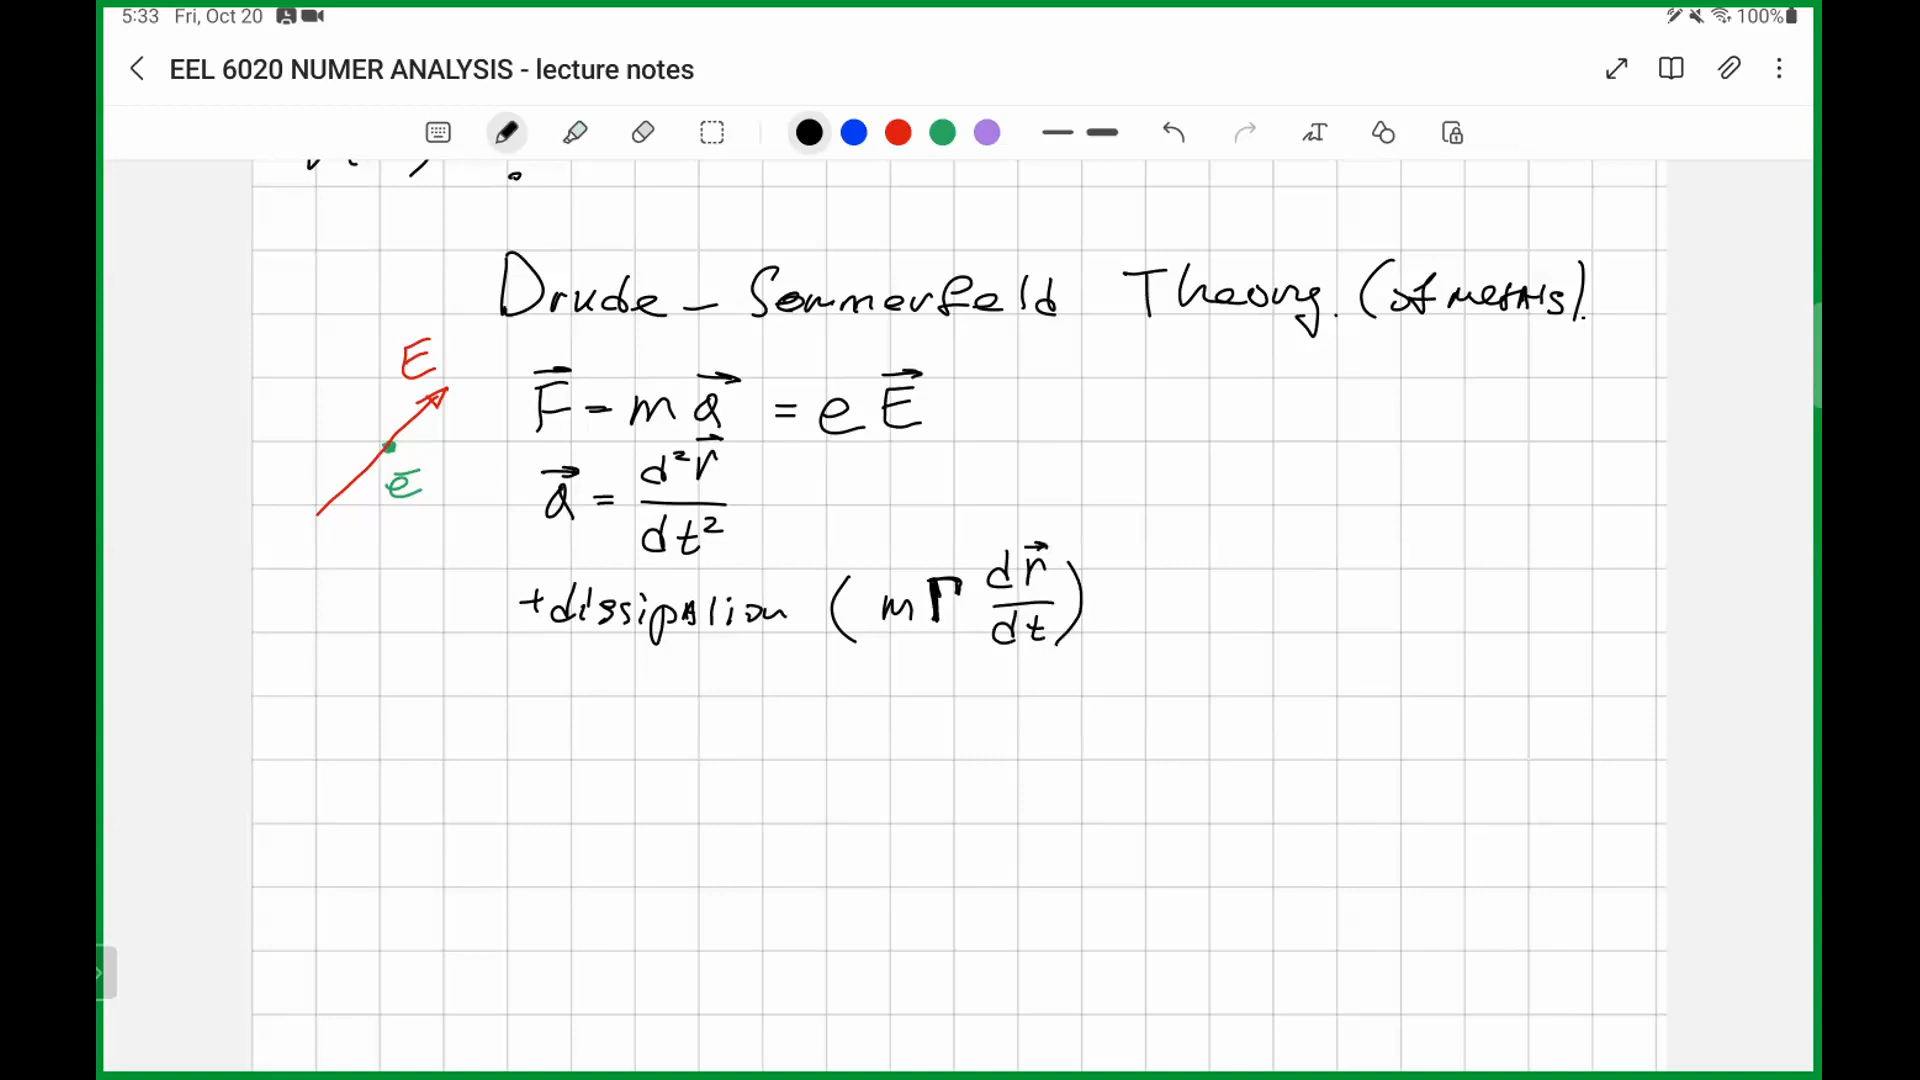 5:33 Fri, Oct 20 100%
EEL 6020 NUMER ANALYSIS - lecture notes
Drude - Sommerfeld Theory. (of metals).
E
F⃗ = m a⃗ = e E⃗
e⁻
a⃗ = d²r⃗ / dt²
+dissipation ( m Γ dr⃗ / dt )